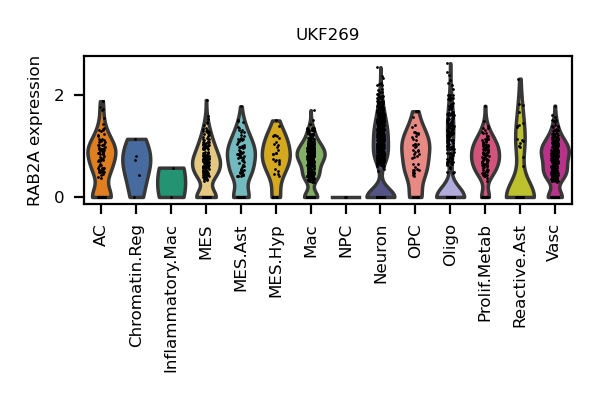 UKF269
RAB2A expression
2
0
AC
Chromatin.Reg
Inflammatory.Mac
MES
MES.Ast
MES.Hyp
Mac
NPC
Neuron
OPC
Oligo
Prolif.Metab
Reactive.Ast
Vasc